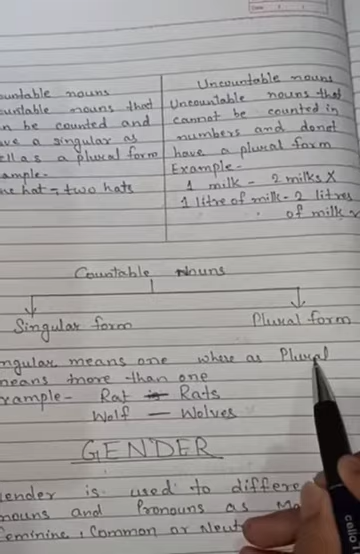 ountable nouns
untable nouns that
n be counted and
ve a singular as
ell as a plural form
ample-
ne hat - two hats
Uncountable nouns
Uncountable nouns that
cannot be counted in
numbers and donot
have a plural form
Example-
1 milk - 2 milks X
1 litre of milk - 2 litres
of milk
Countable Nouns
Singular form
Plural form
ngular means one where as Plural
means more than one
xample- Rat - Rats
Wolf - Wolves
GENDER
ender is used to differe
nouns and Pronouns as Ma
eminine, Common or Neut
cello